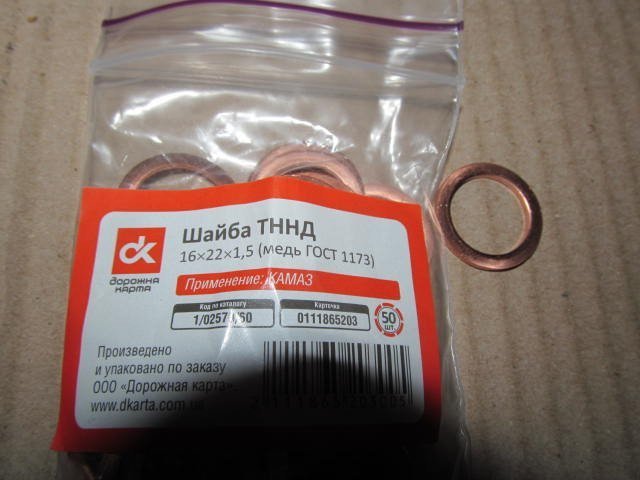 Шайба ТННД
16×22×1,5 (медь ГОСТ 1173)
дорожня
карта
Применение: КАМАЗ
Код по каталогу
Карточка
0111865203
50
шт.
Произведено
и упаковано по заказу
ООО «Дорожная карта»
www.dkarta.com.ua